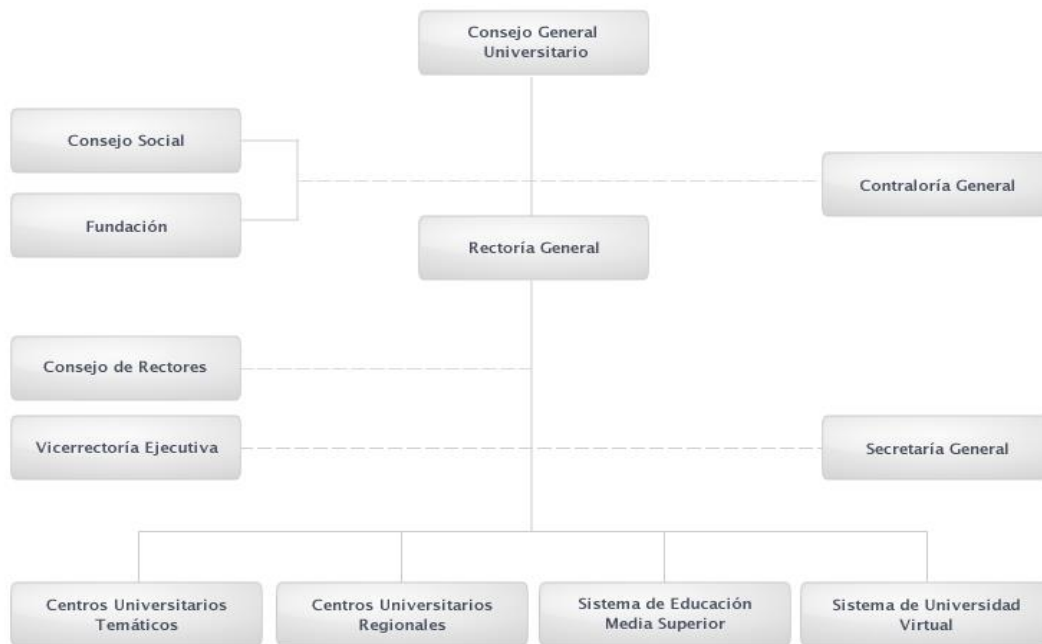 Consejo General
Universitario
Consejo Social
Contraloría General
Fundación
Rectoría General
Consejo de Rectores
Vicerrectoría Ejecutiva
Secretaría General
Centros Universitarios
Temáticos
Centros Universitarios
Regionales
Sistema de Educación
Media Superior
Sistema de Universidad
Virtual